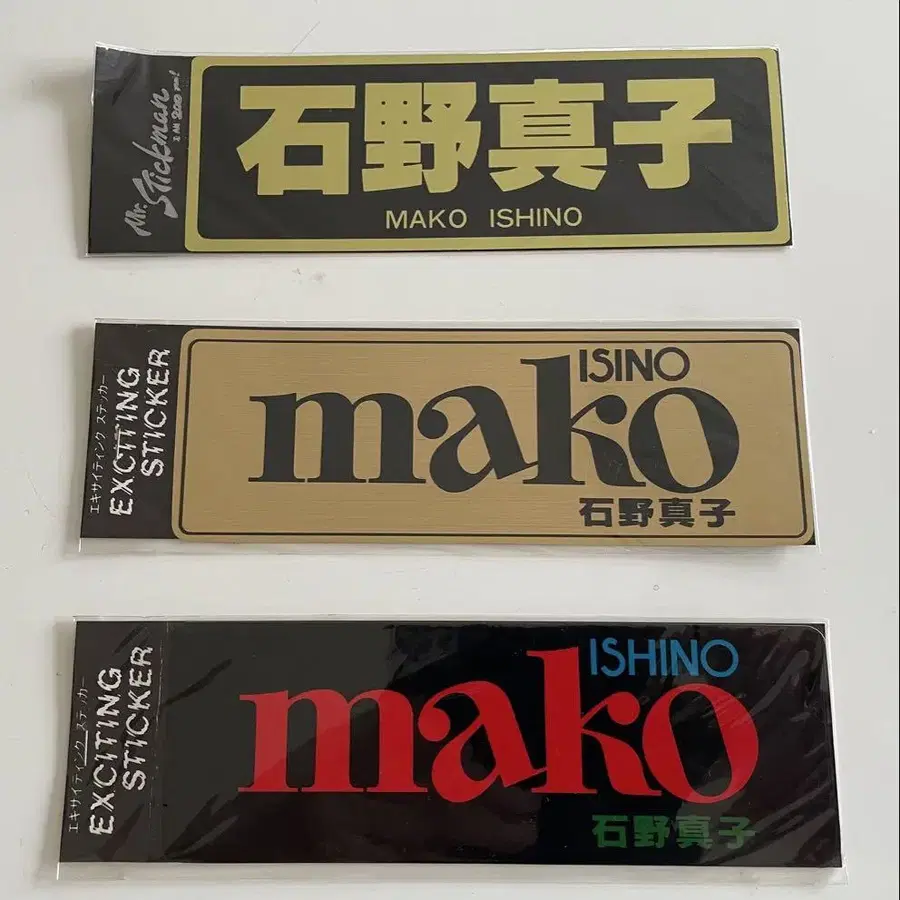 Mr. Stickman
石野真子
MAKO ISHINO
エキサイティング ステッカー
EXCITING
STICKER
ISINO
mako
石野真子
エキサイティング ステッカー
EXCITING
STICKER
ISHINO
mako
石野真子